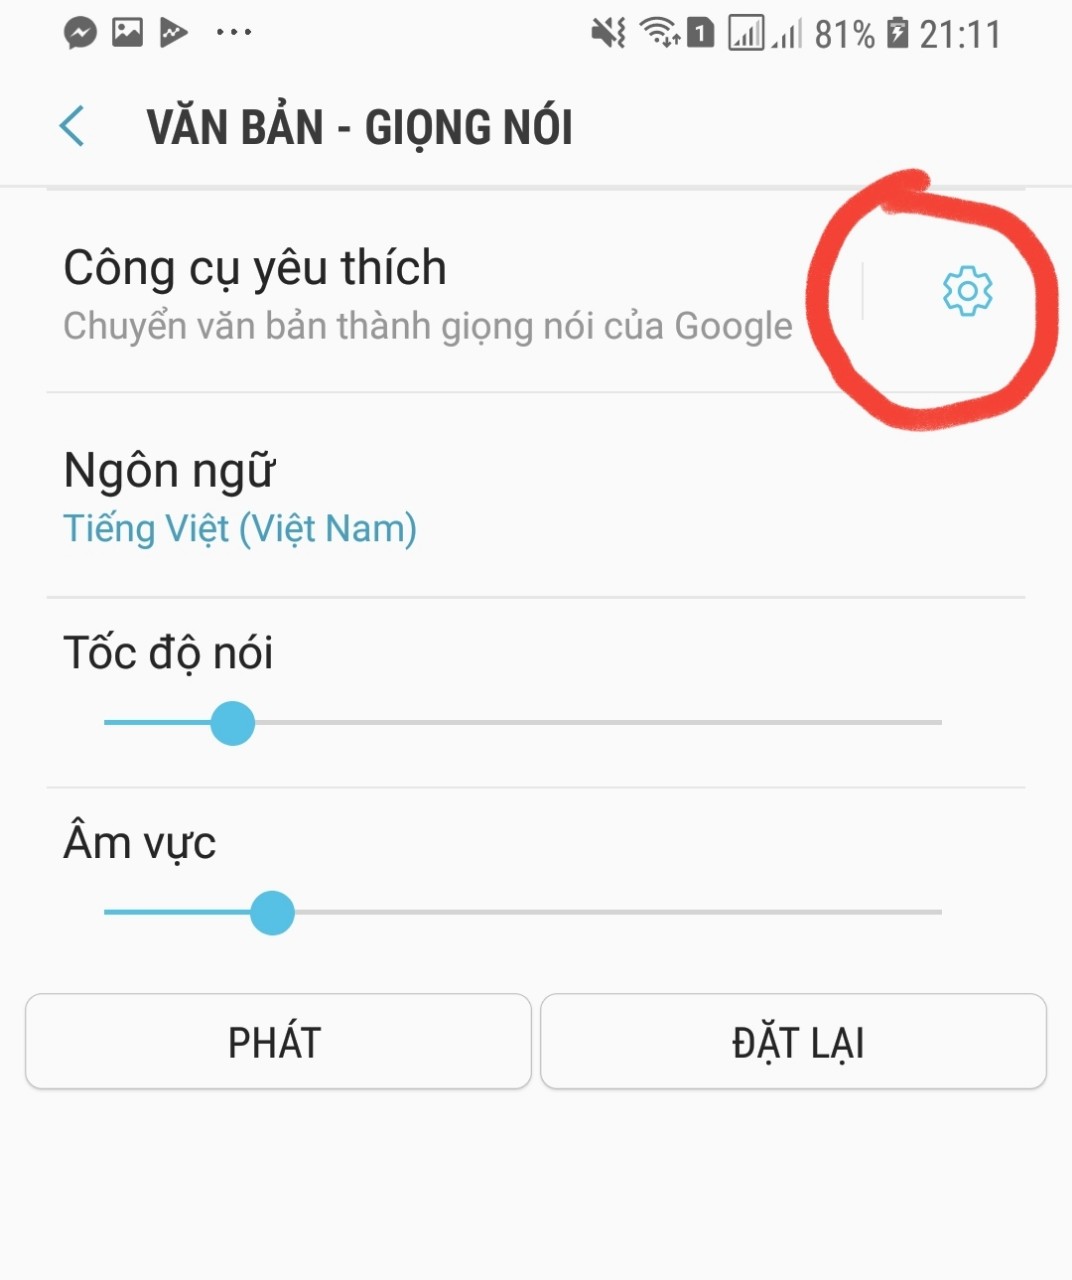 1 81% 21:11
VĂN BẢN - GIỌNG NÓI
Công cụ yêu thích
Chuyển văn bản thành giọng nói của Google
Ngôn ngữ
Tiếng Việt (Việt Nam)
Tốc độ nói
Âm vực
PHÁT ĐẶT LẠI